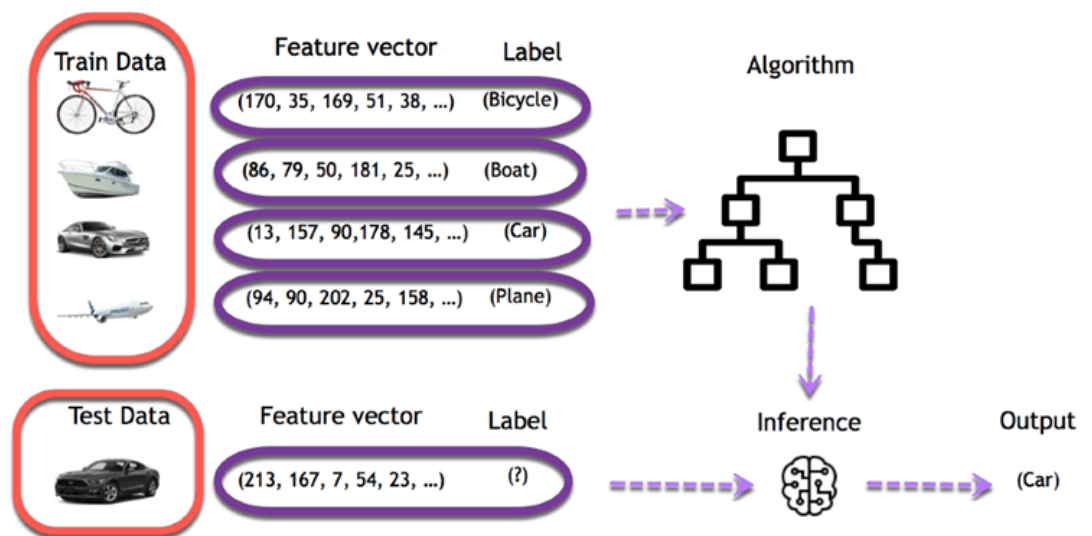 Train Data
Feature vector
Label
Algorithm
(170, 35, 169, 51, 38, ...)
(Bicycle)
(86, 79, 50, 181, 25, ...)
(Boat)
(13, 157, 90,178, 145, ...)
(Car)
(94, 90, 202, 25, 158, ...)
(Plane)
Test Data
Feature vector
Label
Inference
Output
(213, 167, 7, 54, 23, ...)
(?)
(Car)